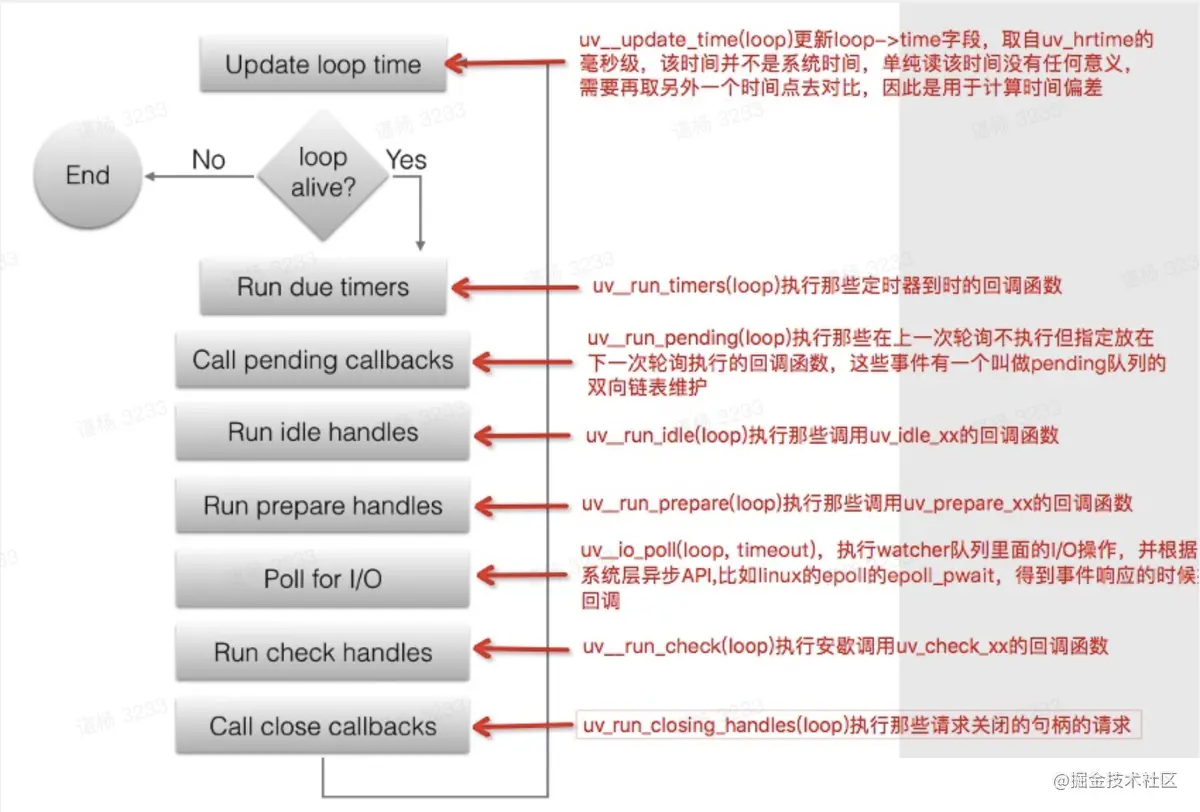 Update loop time
uv__update_time(loop)更新loop->time字段，取自uv_hrtime的
毫秒级，该时间并不是系统时间，单纯读该时间没有任何意义，
需要再取另外一个时间点去对比，因此是用于计算时间偏差
End
No
loop
alive?
Yes
Run due timers
uv__run_timers(loop)执行那些定时器到时的回调函数
Call pending callbacks
uv__run_pending(loop)执行那些在上一次轮询不执行但指定放在
下一次轮询执行的回调函数，这些事件有一个叫做pending队列的
双向链表维护
Run idle handles
uv__run_idle(loop)执行那些调用uv_idle_xx的回调函数
Run prepare handles
uv__run_prepare(loop)执行那些调用uv_prepare_xx的回调函数
Poll for I/O
uv__io_poll(loop, timeout)，执行watcher队列里面的I/O操作，并根据
系统层异步API,比如linux的epoll的epoll_pwait，得到事件响应的时候
回调
Run check handles
uv__run_check(loop)执行安歇调用uv_check_xx的回调函数
Call close callbacks
uv_run_closing_handles(loop)执行那些请求关闭的句柄的请求
@掘金技术社区